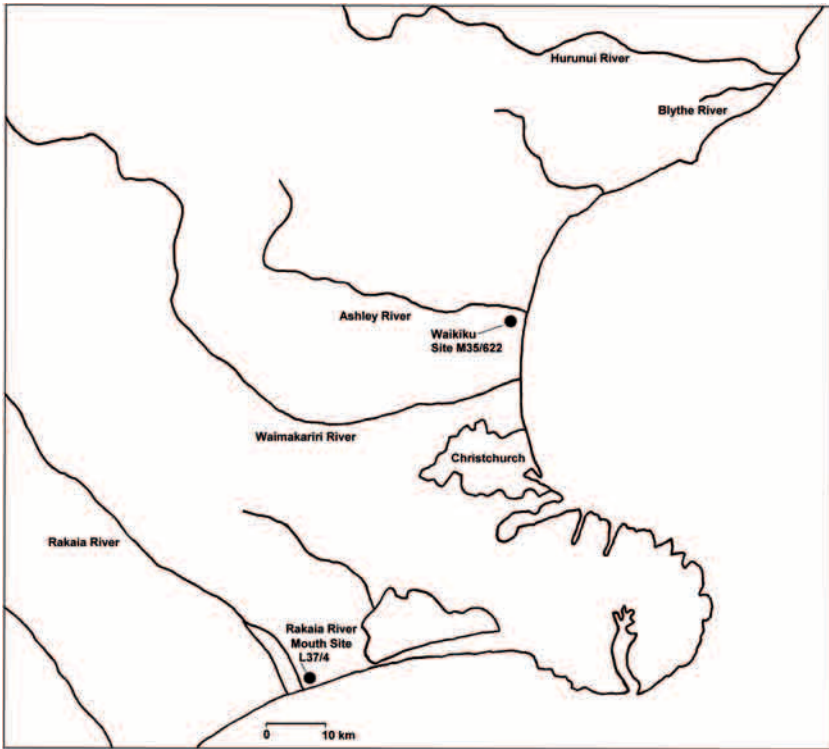 Hurunui River
Blythe River
Ashley River
Waikiku
Site M35/622
Waimakariri River
Christchurch
Rakaia River
Rakaia River
Mouth Site
L37/4
0 10 km